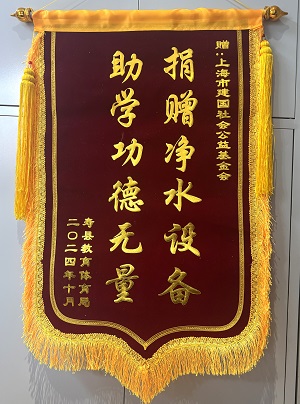 赠：上海市建国社会公益基金会
捐赠净水设备
助学功德无量
寿县教育体育局
二〇二四年十月